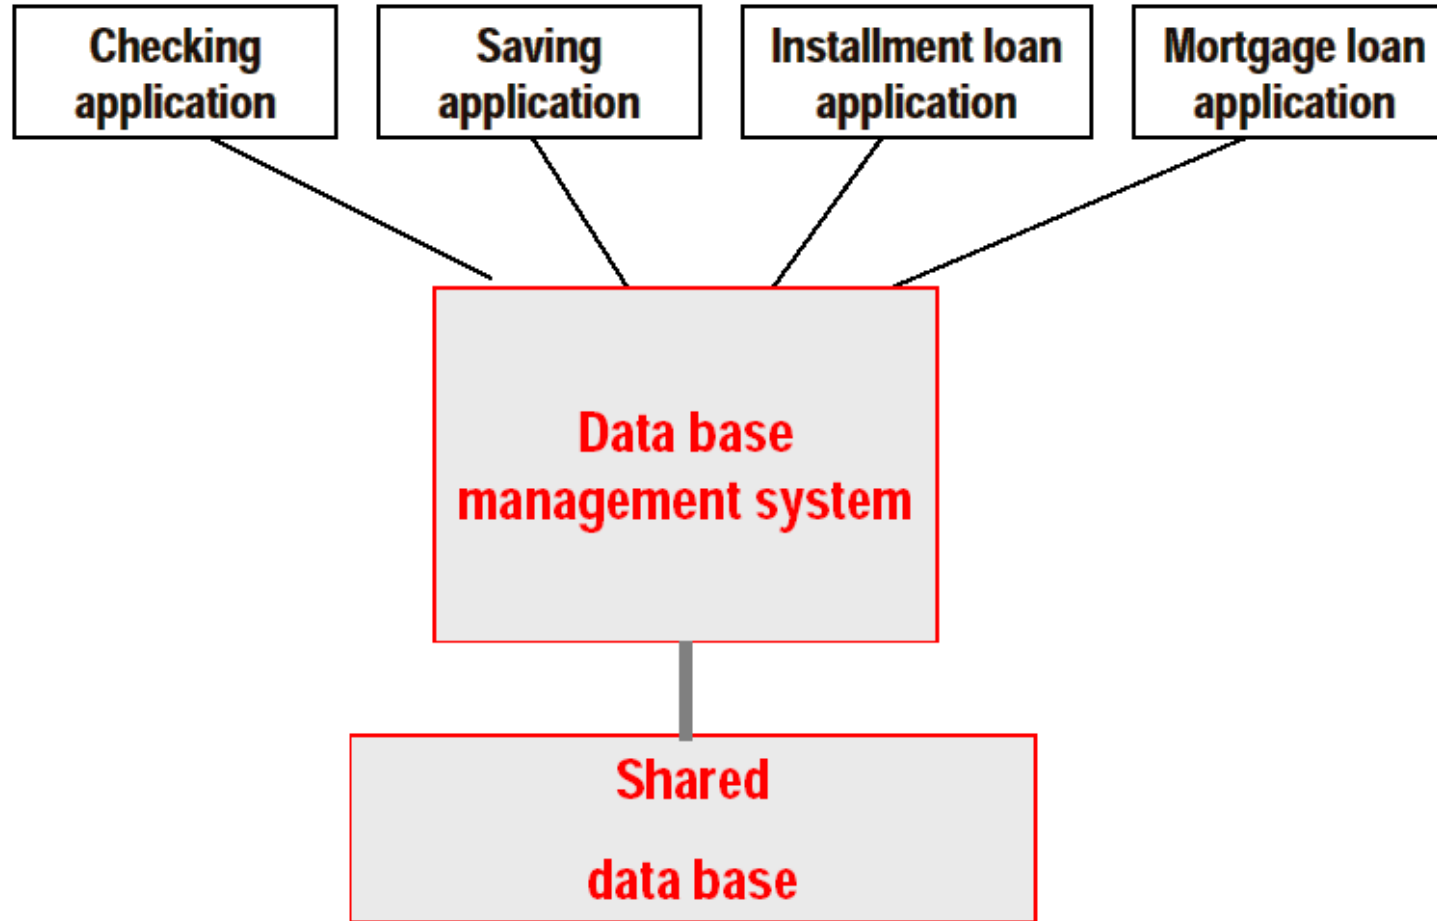 Checking
application
Saving
application
Installment loan
application
Mortgage loan
application
Data base
management system
Shared
data base